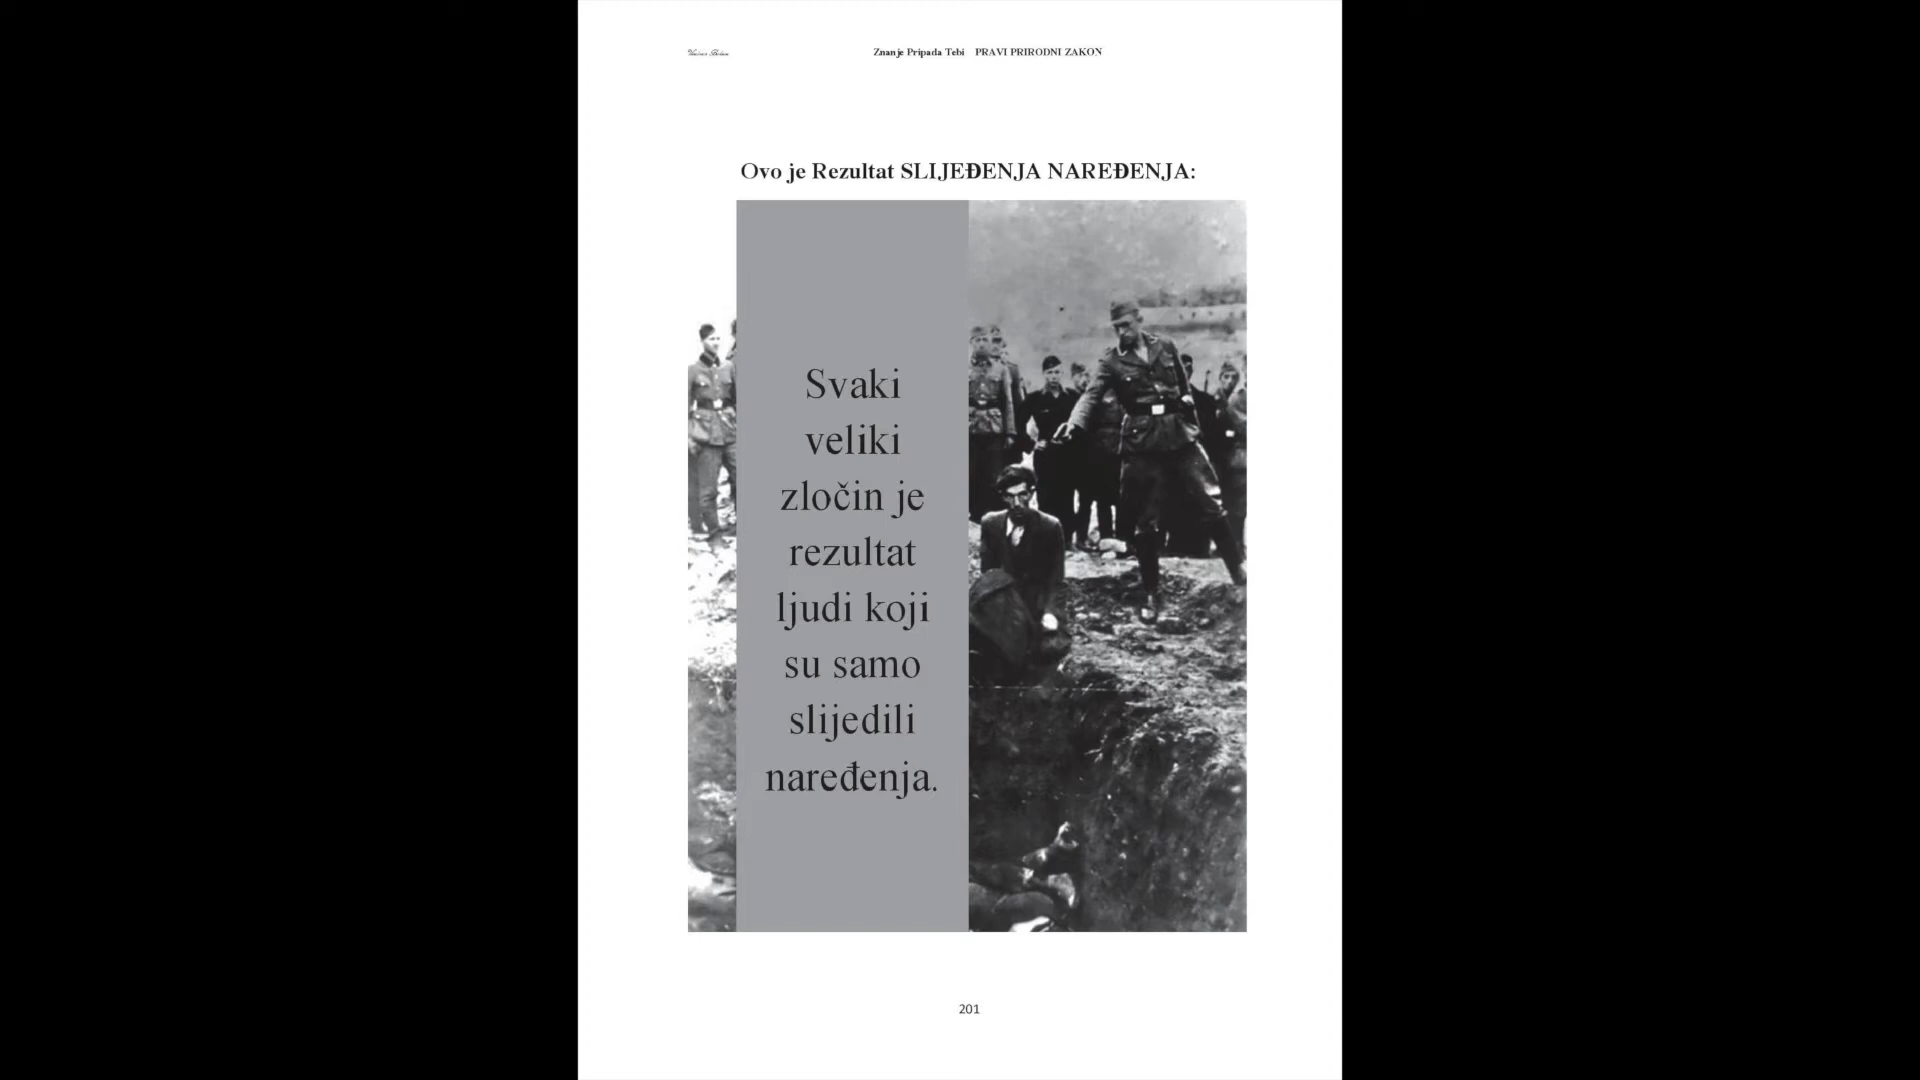 Znanje Pripada Tebi PRAVI PRIRODNI ZAKON
Ovo je Rezultat SLIJEĐENJA NAREĐENJA:
Svaki
veliki
zločin je
rezultat
ljudi koji
su samo
slijedili
naređenja.
201